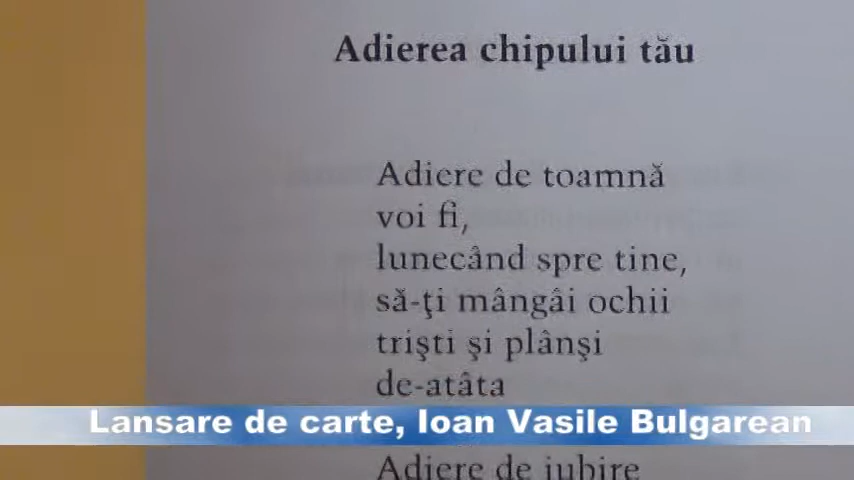 Adierea chipului tău
Adiere de toamnă
voi fi,
lunecând spre tine,
să-ţi mângâi ochii
trişti şi plânşi
de-atâta
Lansare de carte, Ioan Vasile Bulgarean
Adiere de iubire